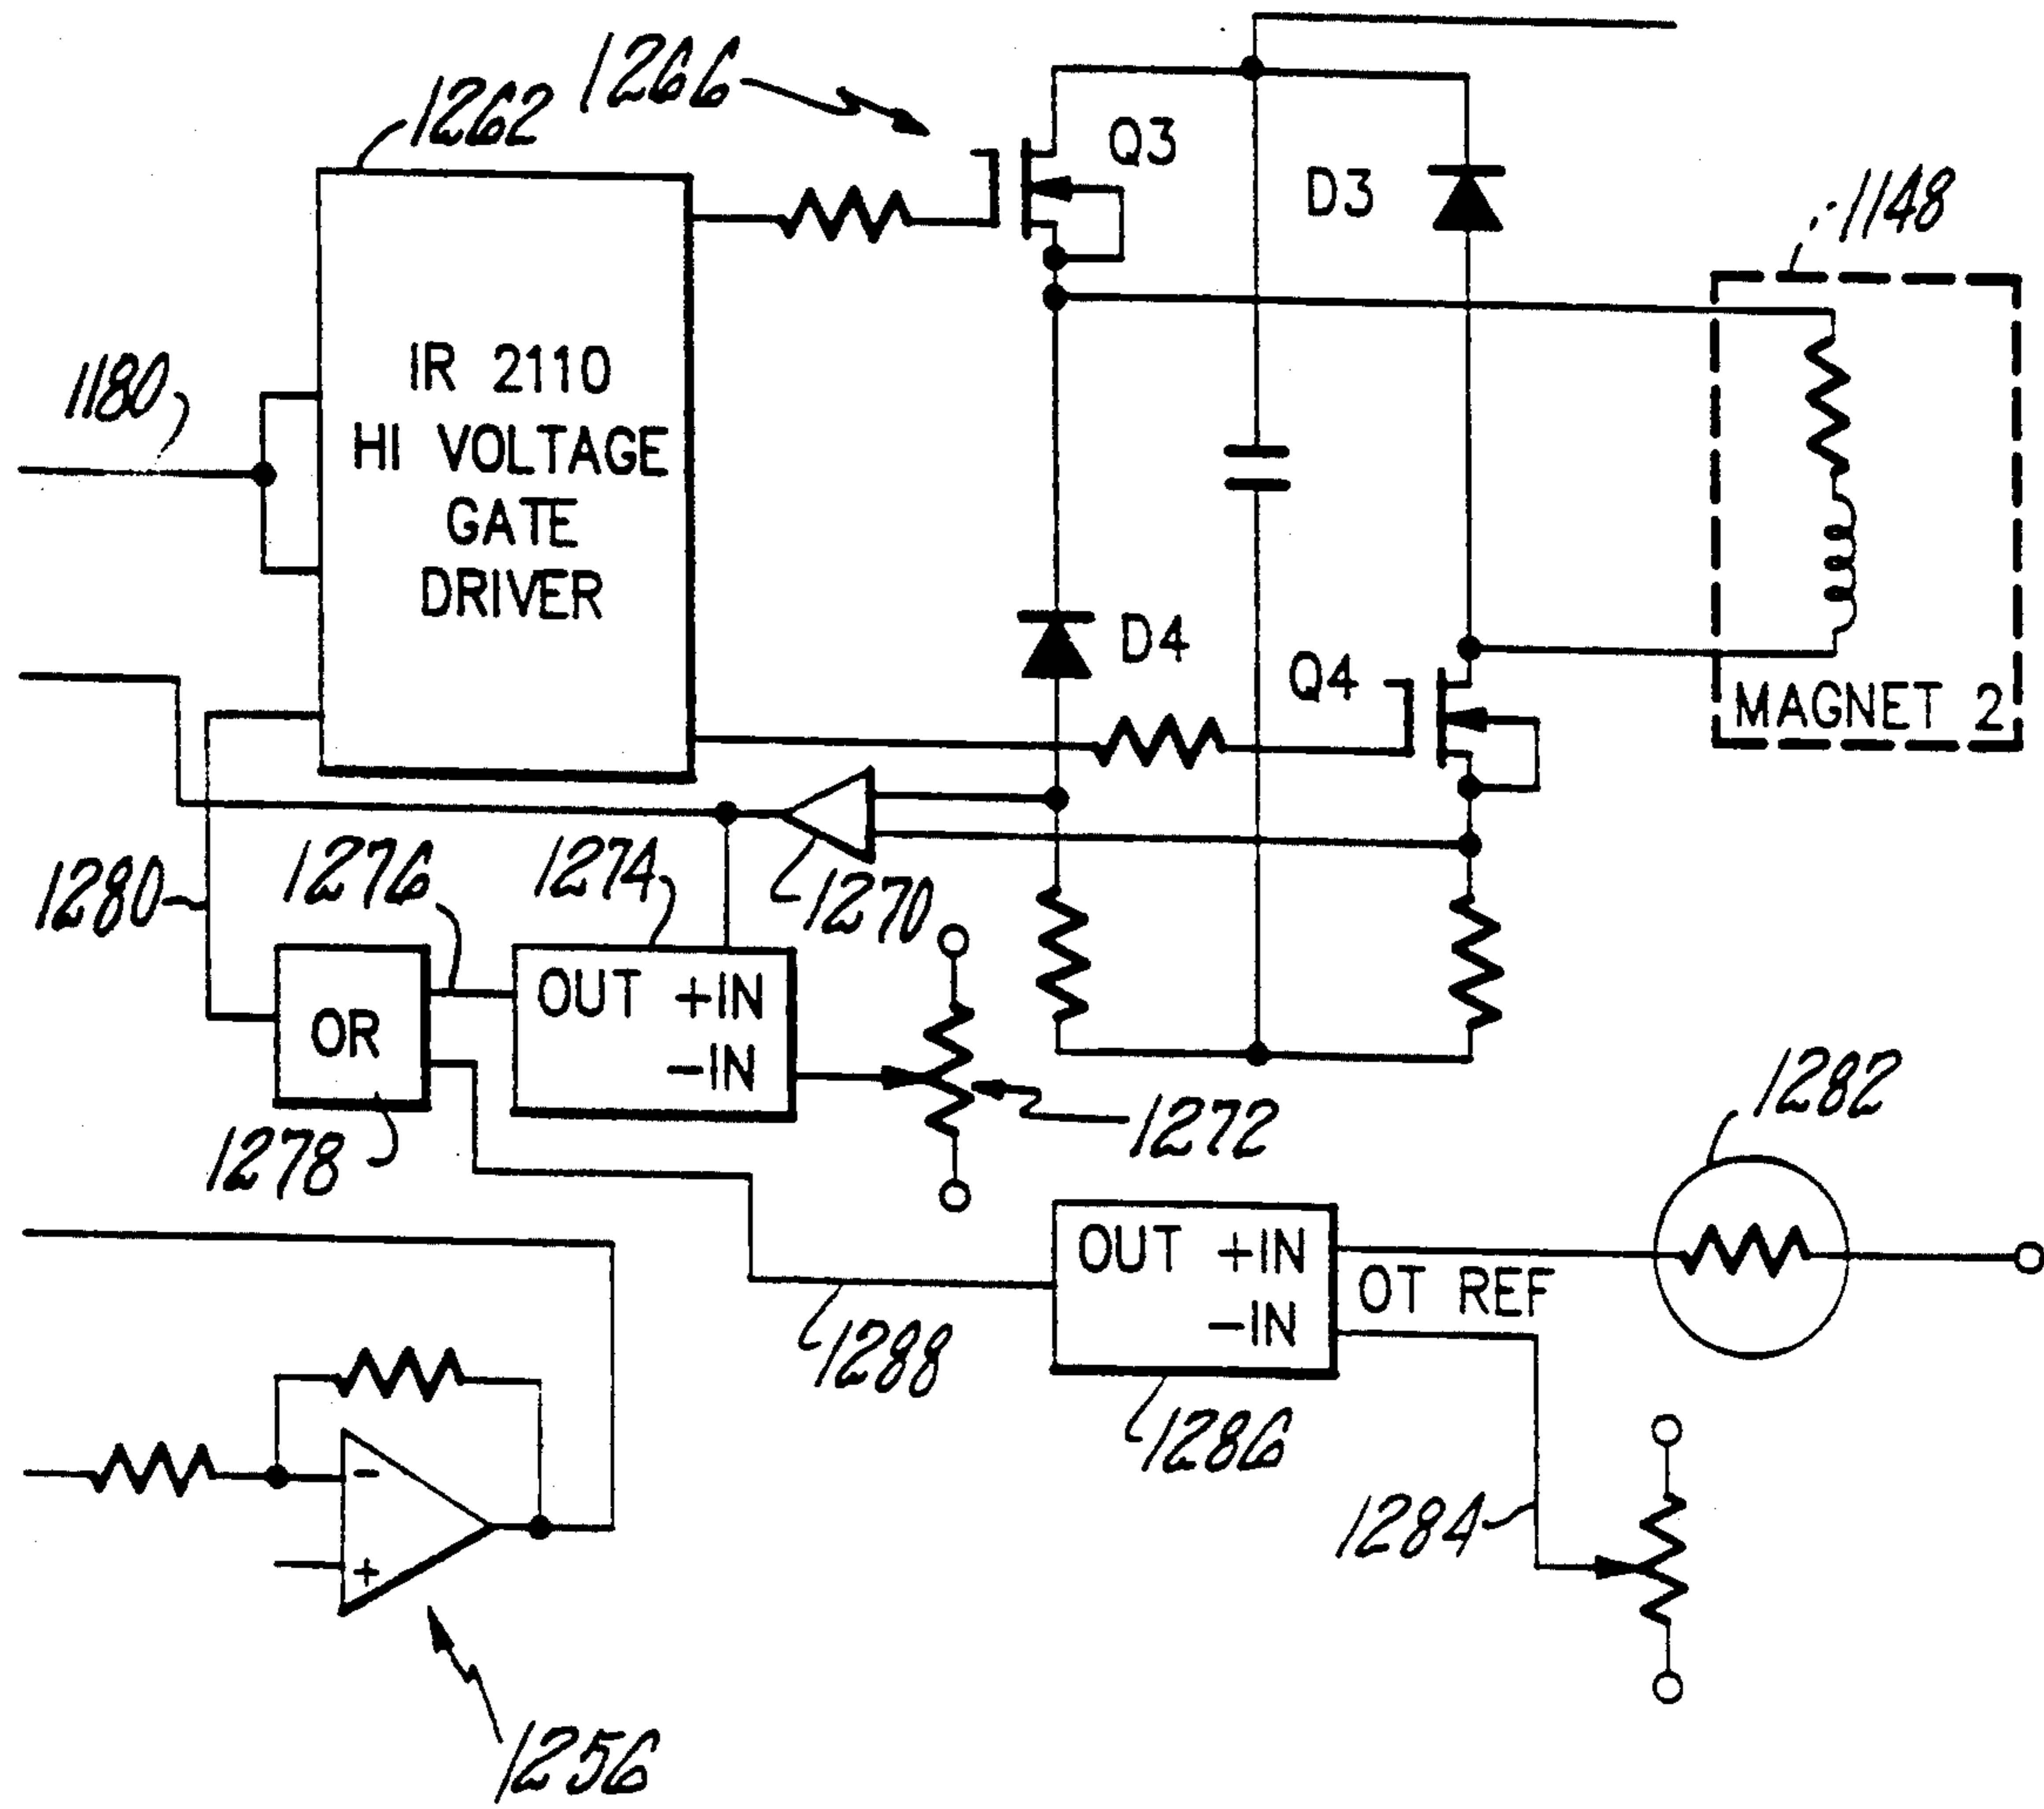 1266
1262
Q3
D3
1148
IR 2110
HI VOLTAGE
GATE
DRIVER
1180
D4
Q4
MAGNET 2
1280
1276
1274
1270
OR
OUT +IN
-IN
1278
1272
1282
OUT +IN
-IN
OT REF
1288
1286
1284
-
+
1256